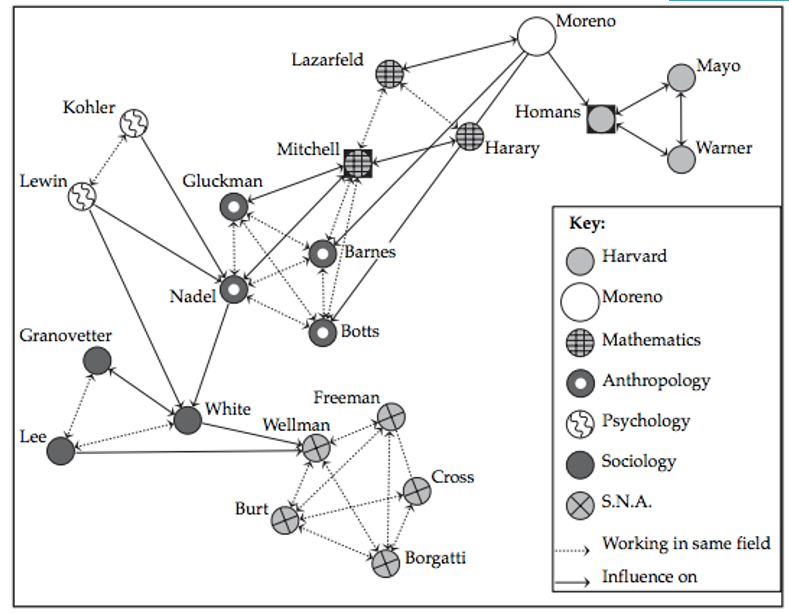 Moreno
Lazarfeld
Mayo
Kohler
Homans
Mitchell
Harary
Warner
Lewin
Gluckman
Barnes
Nadel
Botts
Granovetter
White
Freeman
Wellman
Lee
Cross
Burt
Borgatti
Key:
Harvard
Moreno
Mathematics
Anthropology
Psychology
Sociology
S.N.A.
Working in same field
Influence on